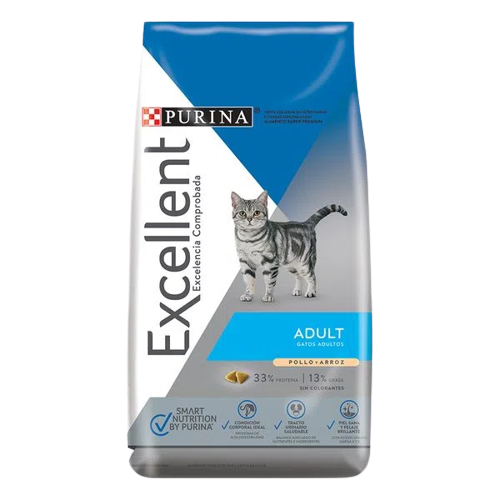 PURINA
Excellent
Excelencia Comprobada
ADULT
GATOS ADULTOS
POLLO Y ARROZ
33% PROTEÍNA | 13% GRASA
SIN COLORANTES
SMART
NUTRITION
BY PURINA
CONDICIÓN
CORPORAL IDEAL
TRACTO
URINARIO
SALUDABLE
PIEL SANA
Y PELAJE
BRILLANTE